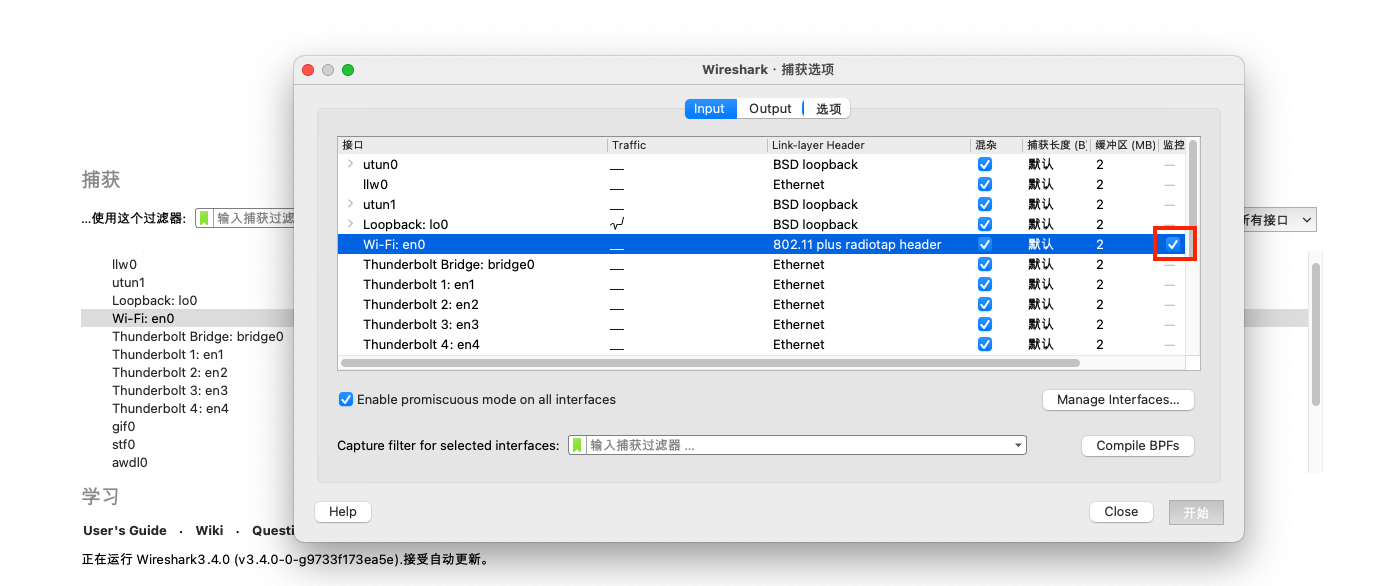 Wireshark · 捕获选项
Input Output 选项
接口 Traffic Link-layer Header 混杂 捕获长度 (B 缓冲区 (MB) 监控
utun0 BSD loopback 默认 2 —
llw0 Ethernet 默认 2 —
utun1 BSD loopback 默认 2 —
Loopback: lo0 BSD loopback 默认 2 —
Wi-Fi: en0 802.11 plus radiotap header 默认 2
Thunderbolt Bridge: bridge0 Ethernet 默认 2 —
Thunderbolt 1: en1 Ethernet 默认 2 —
Thunderbolt 2: en2 Ethernet 默认 2 —
Thunderbolt 3: en3 Ethernet 默认 2 —
Thunderbolt 4: en4 Ethernet 默认 2 —
Enable promiscuous mode on all interfaces
Manage Interfaces...
Capture filter for selected interfaces: 输入捕获过滤器 ...
Compile BPFs
Help
Close
开始
捕获
...使用这个过滤器: 输入捕获过滤
所有接口
llw0
utun1
Loopback: lo0
Wi-Fi: en0
Thunderbolt Bridge: bridge0
Thunderbolt 1: en1
Thunderbolt 2: en2
Thunderbolt 3: en3
Thunderbolt 4: en4
gif0
stf0
awdl0
学习
User's Guide · Wiki · Questi
正在运行 Wireshark3.4.0 (v3.4.0-0-g9733f173ea5e).接受自动更新。